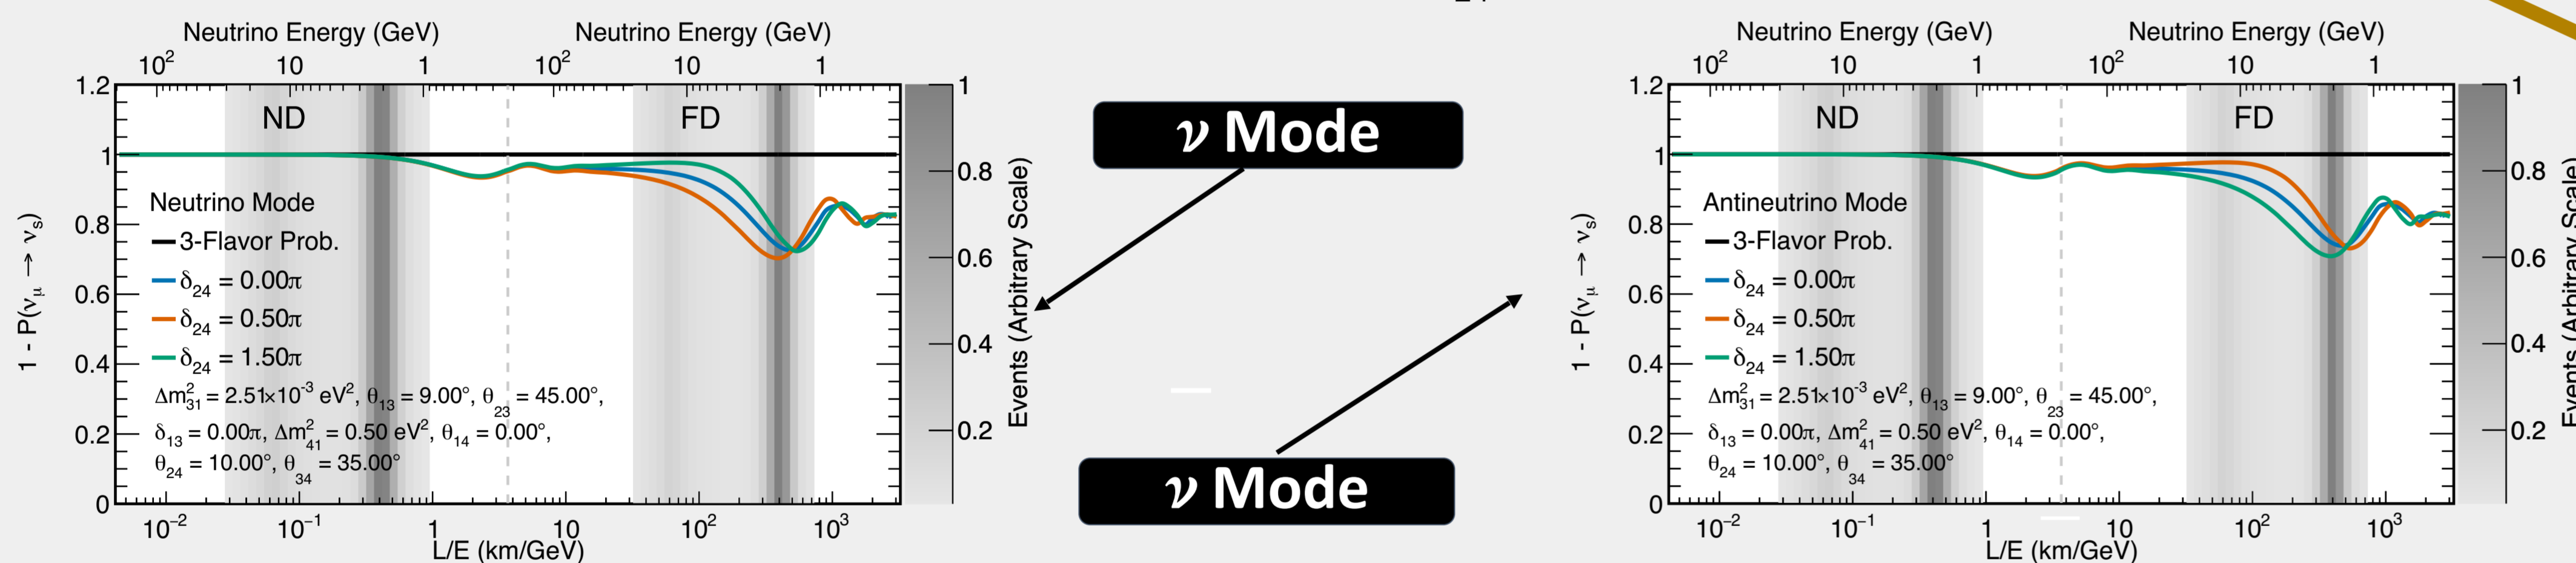 Neutrino Energy (GeV) Neutrino Energy (GeV)
10² 10 1 10² 10 1
1.2
1
0.8
0.6
0.4
0.2
0
ND FD
Neutrino Mode
3-Flavor Prob.
δ₂₄ = 0.00π
δ₂₄ = 0.50π
δ₂₄ = 1.50π
Δm²₃₁ = 2.51×10⁻³ eV², θ₁₃ = 9.00°, θ₂₃ = 45.00°,
δ₁₃ = 0.00π, Δm²₄₁ = 0.50 eV², θ₁₄ = 0.00°,
θ₂₄ = 10.00°, θ₃₄ = 35.00°
1 - P(νμ → νs)
10⁻² 10⁻¹ 1 10 10² 10³
L/E (km/GeV)
1
0.8
0.6
0.4
0.2
Events (Arbitrary Scale)
ν Mode
ν Mode
Neutrino Energy (GeV) Neutrino Energy (GeV)
10² 10 1 10² 10 1
1.2
1
0.8
0.6
0.4
0.2
0
ND FD
Antineutrino Mode
3-Flavor Prob.
δ₂₄ = 0.00π
δ₂₄ = 0.50π
δ₂₄ = 1.50π
Δm²₃₁ = 2.51×10⁻³ eV², θ₁₃ = 9.00°, θ₂₃ = 45.00°,
δ₁₃ = 0.00π, Δm²₄₁ = 0.50 eV², θ₁₄ = 0.00°,
θ₂₄ = 10.00°, θ₃₄ = 35.00°
1 - P(νμ → νs)
10⁻² 10⁻¹ 1 10 10² 10³
L/E (km/GeV)
1
0.8
0.6
0.4
0.2
Events (Arbitrary Scale)